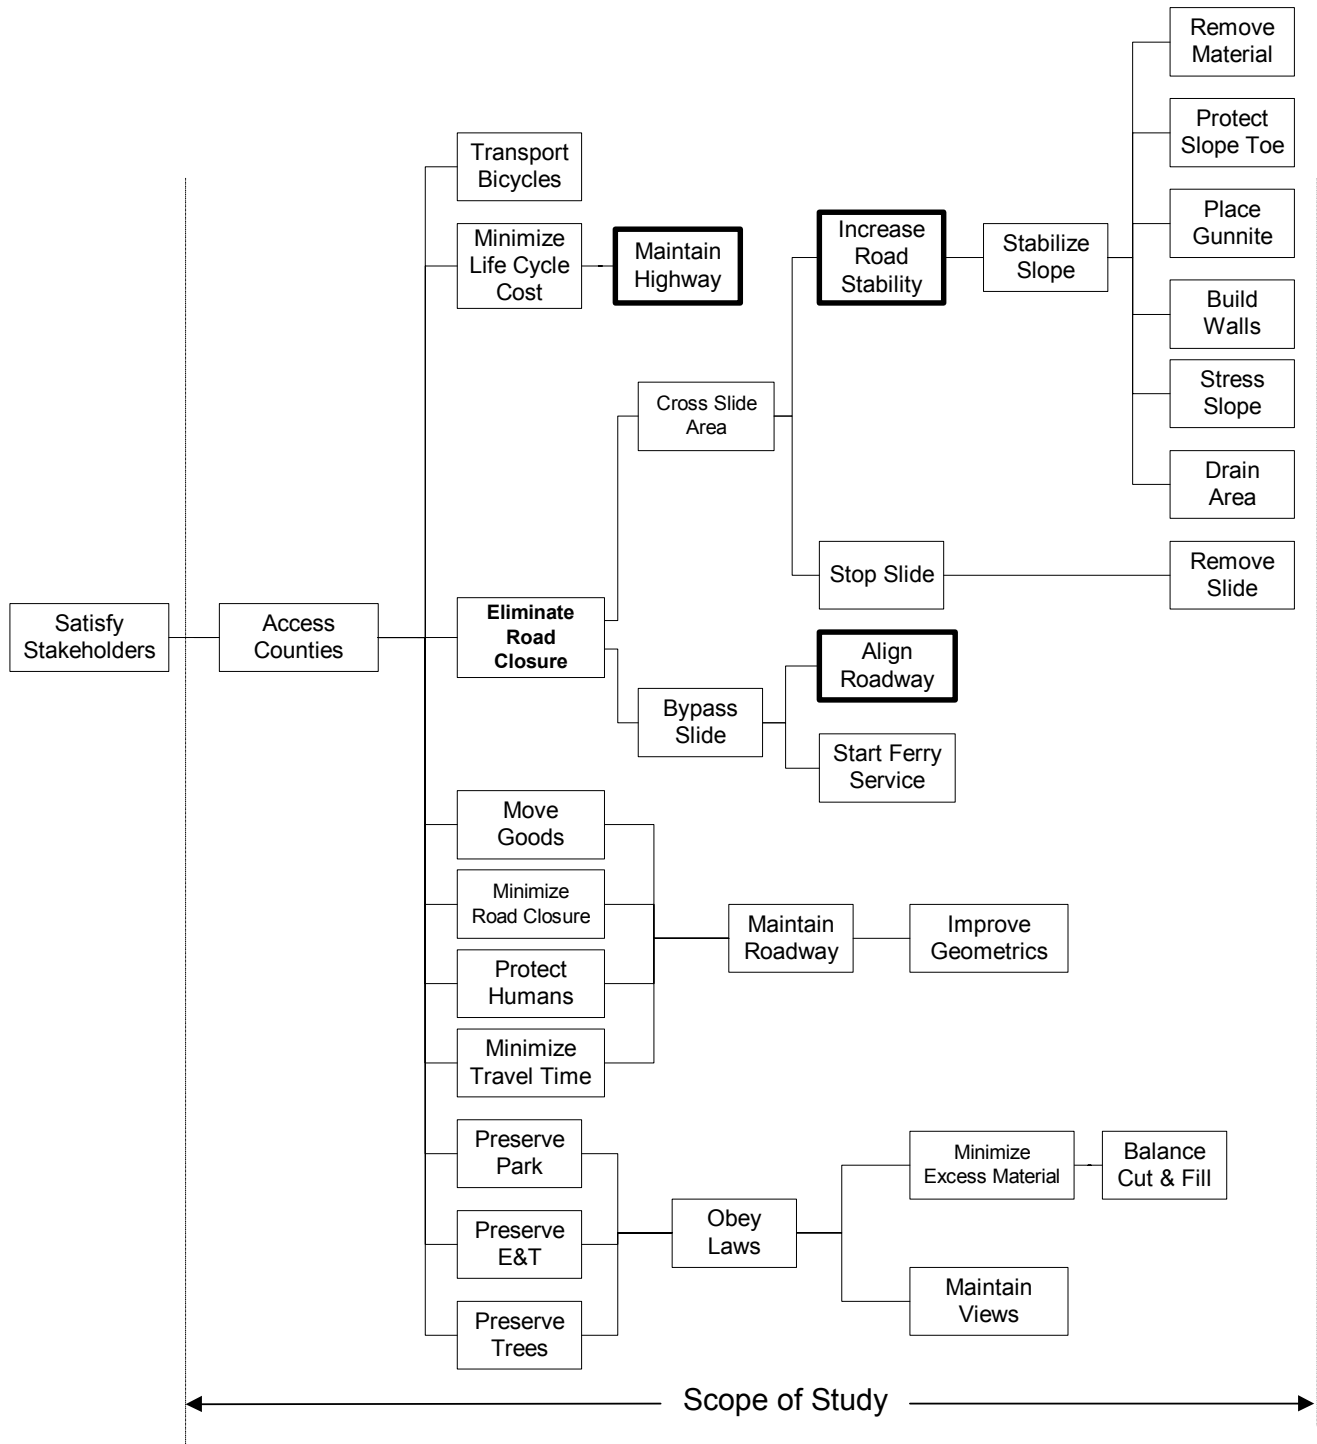 Remove
Material
Protect
Slope Toe
Transport
Bicycles
Place
Gunnite
Increase
Road
Stability
Stabilize
Slope
Minimize
Life Cycle
Cost
Maintain
Highway
Build
Walls
Stress
Slope
Cross Slide
Area
Drain
Area
Stop Slide
Remove
Slide
Satisfy
Stakeholders
Access
Counties
Eliminate
Road
Closure
Align
Roadway
Bypass
Slide
Start Ferry
Service
Move
Goods
Minimize
Road Closure
Maintain
Roadway
Improve
Geometrics
Protect
Humans
Minimize
Travel Time
Preserve
Park
Minimize
Excess Material
Balance
Cut & Fill
Obey
Laws
Preserve
E&T
Maintain
Views
Preserve
Trees
Scope of Study